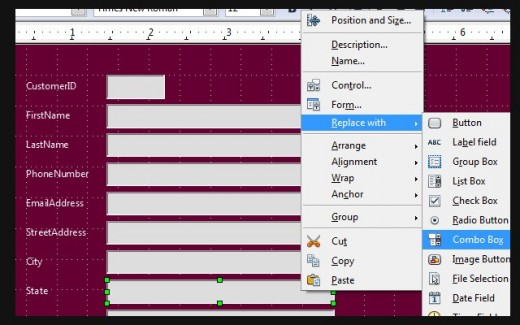 Times New Roman 12
1 2 3 6
CustomerID
FirstName
LastName
PhoneNumber
EmailAddress
StreetAddress
City
State
Position and Size...
Description...
Name...
Control...
Form...
Replace with
Arrange
Alignment
Wrap
Anchor
Group
Cut
Copy
Paste
Button
ABC Label field
Group Box
List Box
Check Box
Radio Button
Combo Box
Image Button
File Selection
Date Field